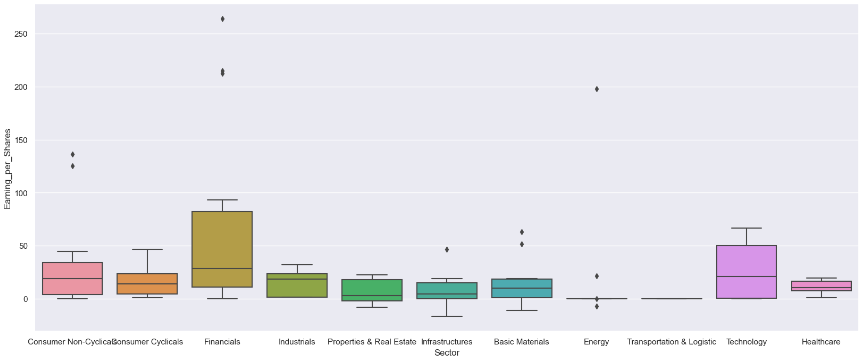 250
200
150
100
50
0
Earning_per_Shares
Consumer Non-Cyclicals Consumer Cyclicals Financials Industrials Properties & Real Estate Infrastructures Basic Materials Energy Transportation & Logistic Technology Healthcare
Sector